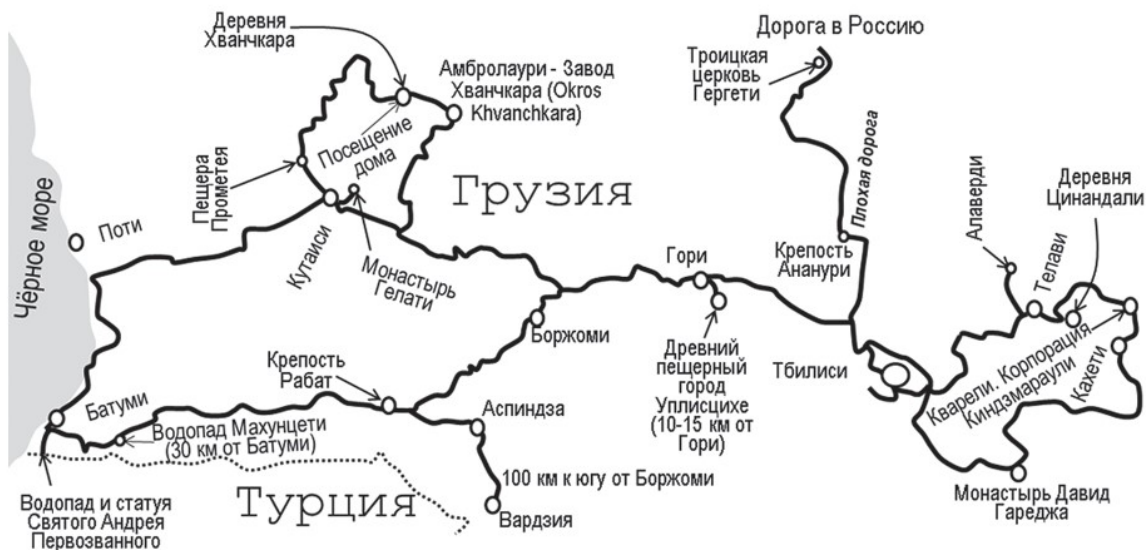 Деревня
Хванчкара
Дорога в Россию
Троицкая
церковь
Гергети
Амбролаури - Завод
Хванчкара (Okros
Khvanchkara)
Посещение
дома
Пещера
Прометея
Грузия
Плохая дорога
Деревня
Цинандали
Алаверди
Чёрное море
Поти
Кутаиси
Монастырь
Гелати
Гори
Крепость
Ананури
Телави
Боржоми
Древний
пещерный
город
Уплисцихе
(10-15 км от
Гори)
Тбилиси
Кварели. Корпорация
Киндзмараули
Кахети
Крепость
Рабат
Батуми
Аспиндза
Водопад Махунцети
(30 км от Батуми)
100 км к югу от Боржоми
Турция
Вардзия
Водопад и статуя
Святого Андрея
Первозванного
Монастырь Давид
Гареджа